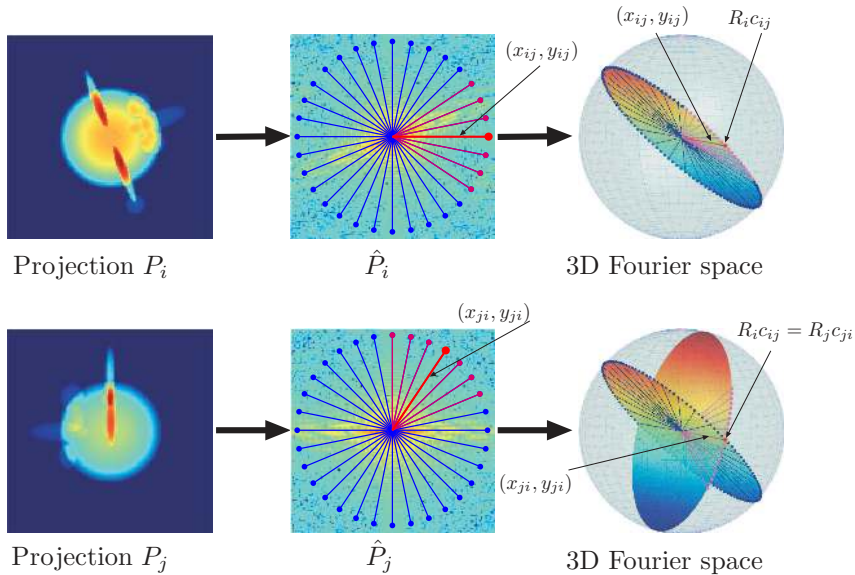 $(x_{ij}, y_{ij})$
$(x_{ij}, y_{ij})$ $R_i c_{ij}$
Projection $P_i$
$\hat{P}_i$
3D Fourier space
$(x_{ji}, y_{ji})$
$R_i c_{ij} = R_j c_{ji}$
$(x_{ji}, y_{ji})$
Projection $P_j$
$\hat{P}_j$
3D Fourier space